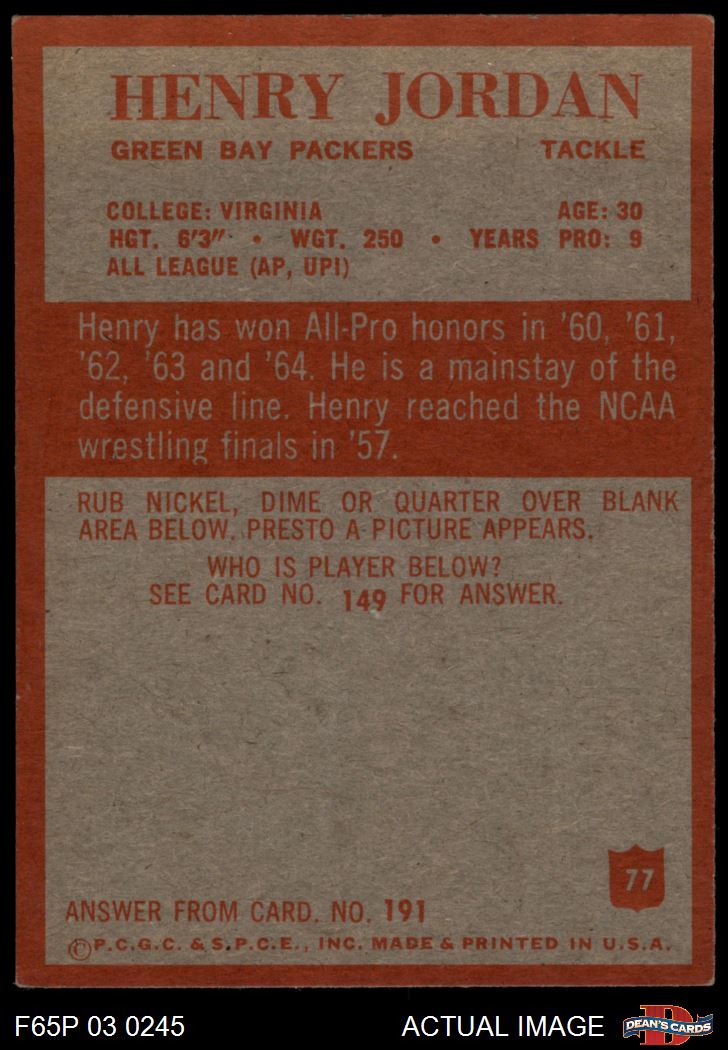 HENRY JORDAN
GREEN BAY PACKERS TACKLE
COLLEGE: VIRGINIA AGE: 30
HGT. 6'3" • WGT. 250 • YEARS PRO: 9
ALL LEAGUE (AP, UPI)
Henry has won All-Pro honors in '60, '61,
'62, '63 and '64. He is a mainstay of the
defensive line. Henry reached the NCAA
wrestling finals in '57.
RUB NICKEL, DIME OR QUARTER OVER BLANK
AREA BELOW. PRESTO A PICTURE APPEARS.
WHO IS PLAYER BELOW?
SEE CARD NO. 149 FOR ANSWER.
77
ANSWER FROM CARD. NO. 191
©P.C.G.C. & S.P.C.E., INC. MADE & PRINTED IN U.S.A.
F65P 03 0245 ACTUAL IMAGE
D
DEAN'S CARDS